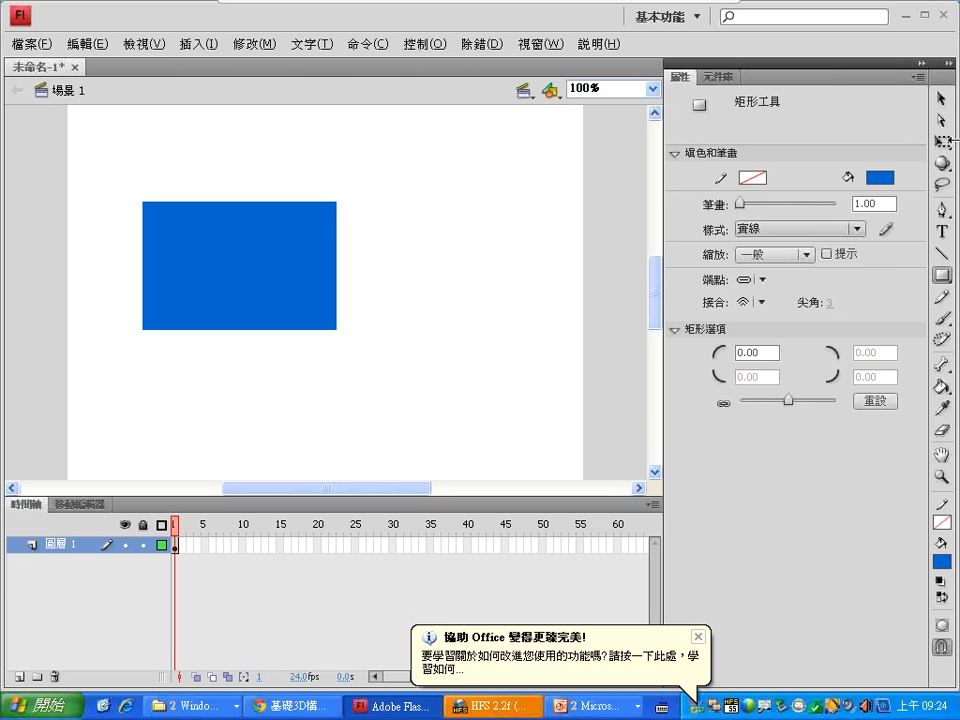 Fl
基本功能
檔案(F) 編輯(E) 檢視(V) 插入(I) 修改(M) 文字(T) 命令(C) 控制(O) 除錯(D) 視窗(W) 說明(H)
未命名-1*
屬性 元件庫
場景 1
100%
矩形工具
填色和筆畫
筆畫: 1.00
樣式: 實線
縮放: 一般 提示
端點:
接合: 尖角: 3
矩形選項
0.00 0.00
0.00 0.00
重設
時間軸 移動編輯器
1 5 10 15 20 25 30 35 40 45 50 55 60
圖層 1
1 24.0fps 0.0s
協助 Office 變得更臻完美!
要學習關於如何改進您使用的功能嗎?請按一下此處，學
習如何...
開始
2 Windo...
基礎3D構...
Adobe Flas...
HFS 2.2f (...
2 Micros...
上午 09:24